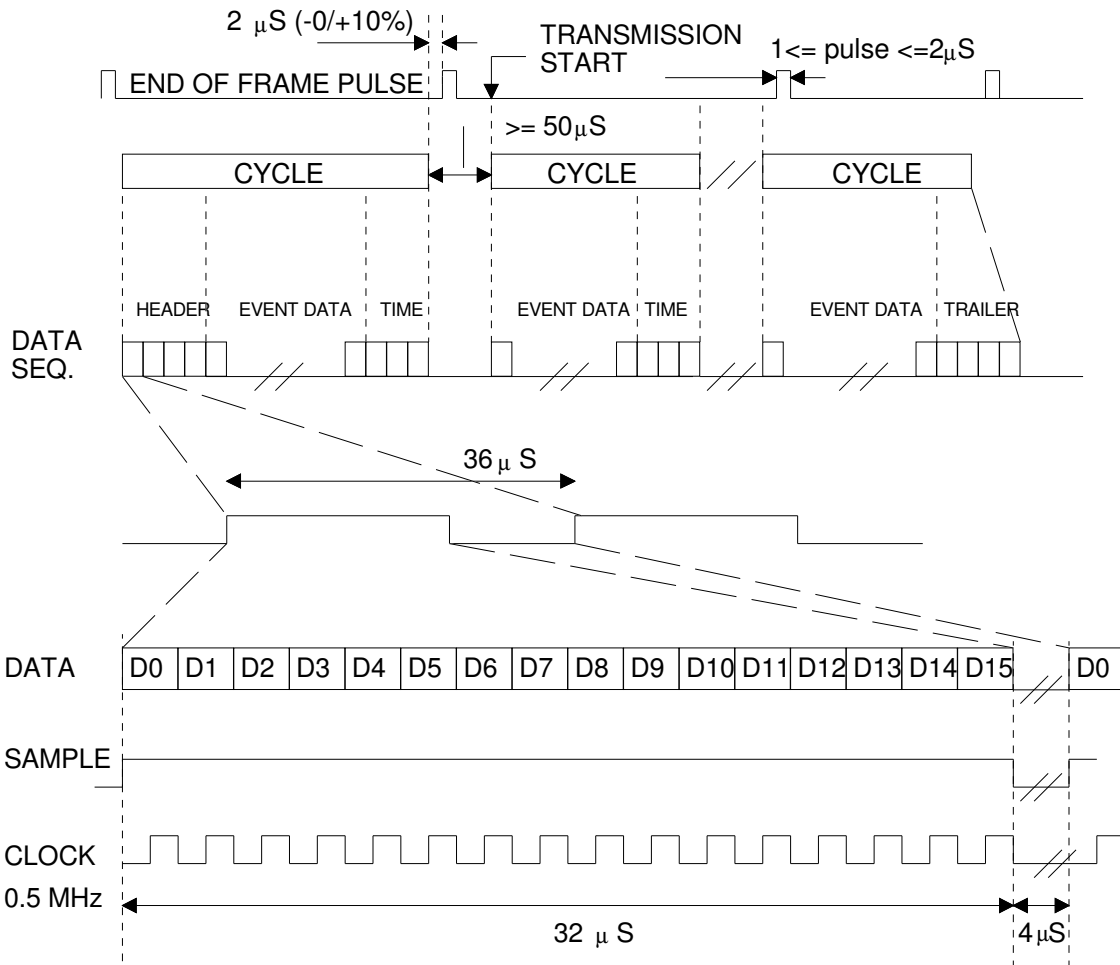 2 μS (-0/+10%)
TRANSMISSION
START
1<= pulse <=2μS
END OF FRAME PULSE
>= 50μS
CYCLE CYCLE CYCLE
HEADER EVENT DATA TIME EVENT DATA TIME EVENT DATA TRAILER
DATA
SEQ.
36 μ S
DATA D0 D1 D2 D3 D4 D5 D6 D7 D8 D9 D10 D11 D12 D13 D14 D15 D0
SAMPLE
CLOCK
0.5 MHz
32 μ S 4μS